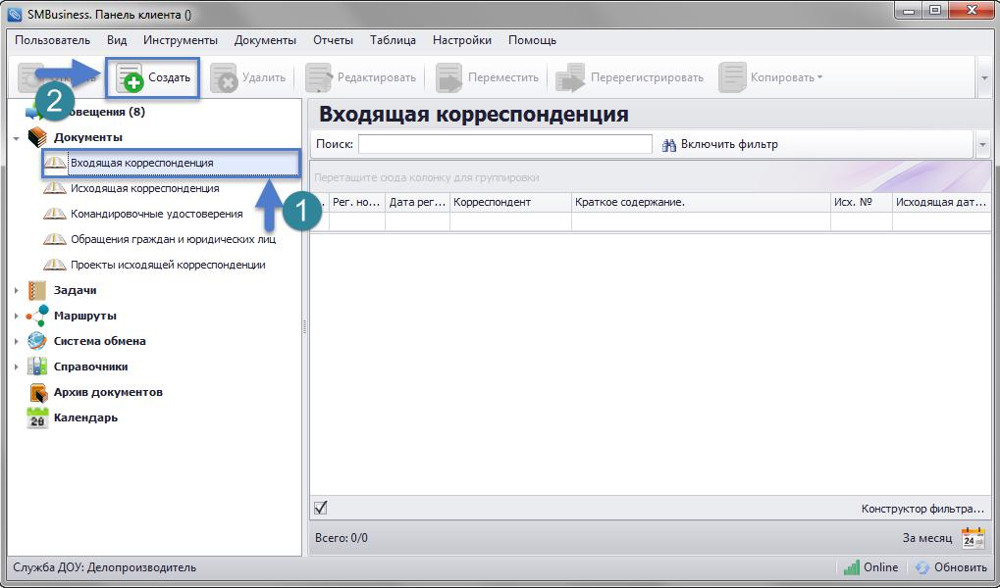 SMBusiness. Панель клиента ()
Пользователь Вид Инструменты Документы Отчеты Таблица Настройки Помощь
Создать Удалить Редактировать Переместить Перерегистрировать Копировать
2
(8)
Документы
Входящая корреспонденция
Исходящая корреспонденция
1
Командировочные удостоверения
Обращения граждан и юридических лиц
Проекты исходящей корреспонденции
Задачи
Маршруты
Система обмена
Справочники
Архив документов
29
Календарь
Входящая корреспонденция
Поиск: Включить фильтр
Перетащите сюда колонку для группировки
. Рег. но... Дата рег... Корреспондент Краткое содержание. Исх. № Исходящая дат...
Конструктор фильтра...
Всего: 0/0 За месяц 24
Служба ДОУ: Делопроизводитель Online Обновить